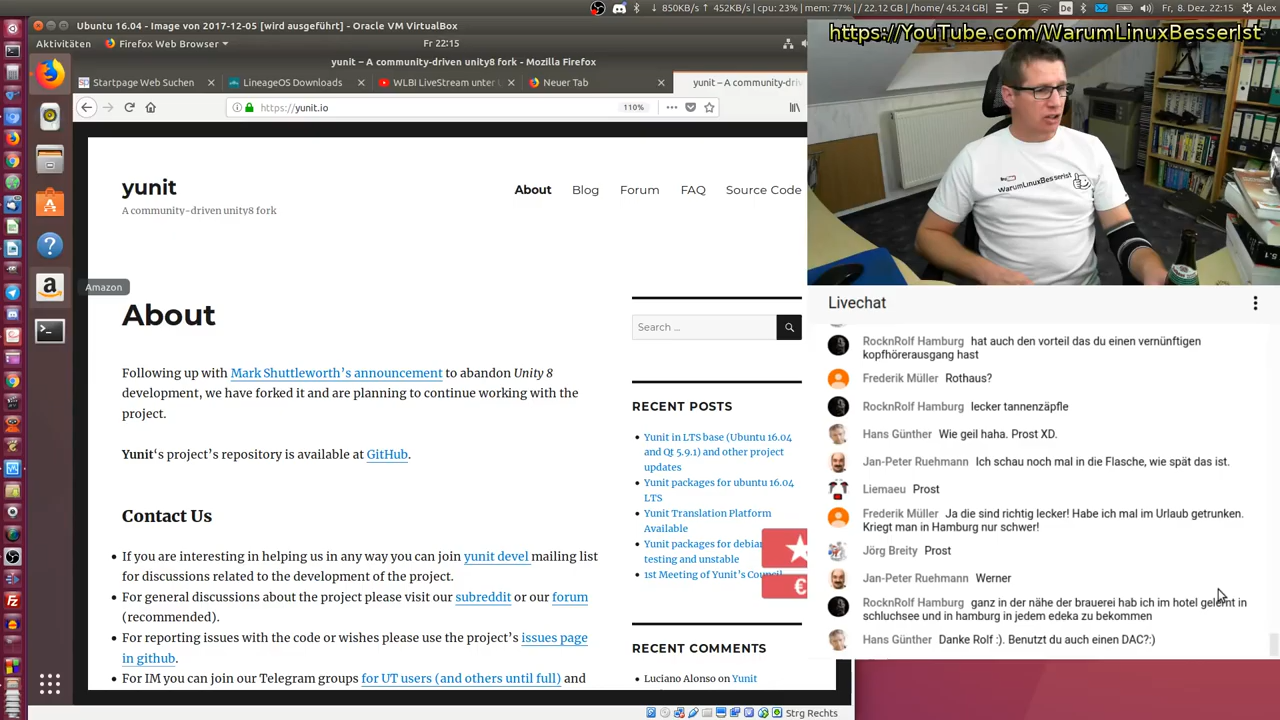 Ubuntu 16.04 - Image von 2017-12-05 [wird ausgeführt] - Oracle VM VirtualBox
850KB/s
452KB/s
cpu: 23%
mem: 77%
/ 22.12 GB
/home/ 45.24 GB
De
Fr, 8. Dez, 22:15
Alex
https://YouTube.com/WarumLinuxBesserIst
Aktivitäten
Firefox Web Browser
Fr 22:15
yunit – A community-driven unity8 fork - Mozilla Firefox
Startpage Web Suchen
LineageOS Downloads
WLBI LiveStream unter L
Neuer Tab
yunit – A community-driv
https://yunit.io
110%
yunit
A community-driven unity8 fork
About
Blog
Forum
FAQ
Source Code
Amazon
About
Following up with Mark Shuttleworth's announcement to abandon Unity 8
development, we have forked it and are planning to continue working with the
project.
Yunit's project's repository is available at GitHub.
Contact Us
If you are interesting in helping us in any way you can join yunit devel mailing list
for discussions related to the development of the project.
For general discussions about the project please visit our subreddit or our forum
(recommended).
For reporting issues with the code or wishes please use the project's issues page
in github.
For IM you can join our Telegram groups for UT users (and others until full) and
Search ...
RECENT POSTS
Yunit in LTS base (Ubuntu 16.04
and Qt 5.9.1) and other project
updates
Yunit packages for ubuntu 16.04
LTS
Yunit Translation Platform
Available
Yunit packages for debian
testing and unstable
1st Meeting of Yunit's Council
RECENT COMMENTS
Luciano Alonso on Yunit
WarumLinuxBesserIst
5.1
Livechat
RocknRolf Hamburg hat auch den vorteil das du einen vernünftigen
kopfhörerausgang hast
Frederik Müller Rothaus?
RocknRolf Hamburg lecker tannenzäpfle
Hans Günther Wie geil haha. Prost XD.
Jan-Peter Ruehmann Ich schau noch mal in die Flasche, wie spät das ist.
Liemaeu Prost
Frederik Müller Ja die sind richtig lecker! Habe ich mal im Urlaub getrunken.
Kriegt man in Hamburg nur schwer!
Jörg Breity Prost
Jan-Peter Ruehmann Werner
RocknRolf Hamburg ganz in der nähe der brauerei hab ich im hotel gelernt in
schluchsee und in hamburg in jedem edeka zu bekommen
Hans Günther Danke Rolf :). Benutzt du auch einen DAC?:)
Strg Rechts